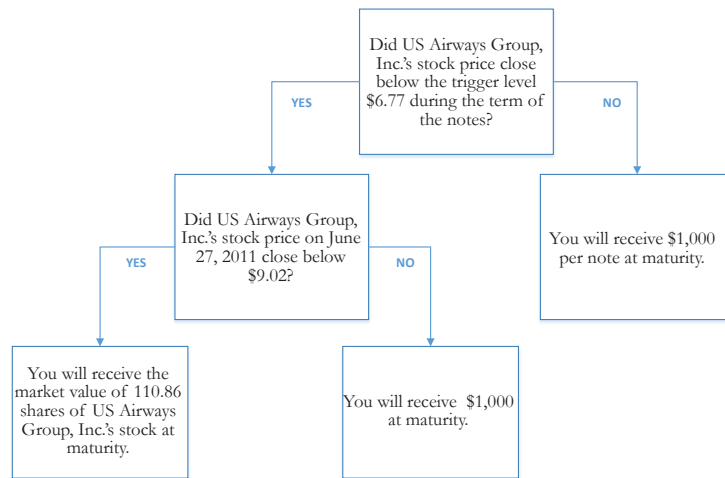 Did US Airways Group,
Inc.'s stock price close
below the trigger level
$6.77 during the term of
the notes?
YES
NO
Did US Airways Group,
Inc.'s stock price on June
27, 2011 close below
$9.02?
You will receive $1,000
per note at maturity.
YES
NO
You will receive the
market value of 110.86
shares of US Airways
Group, Inc.'s stock at
maturity.
You will receive $1,000
at maturity.